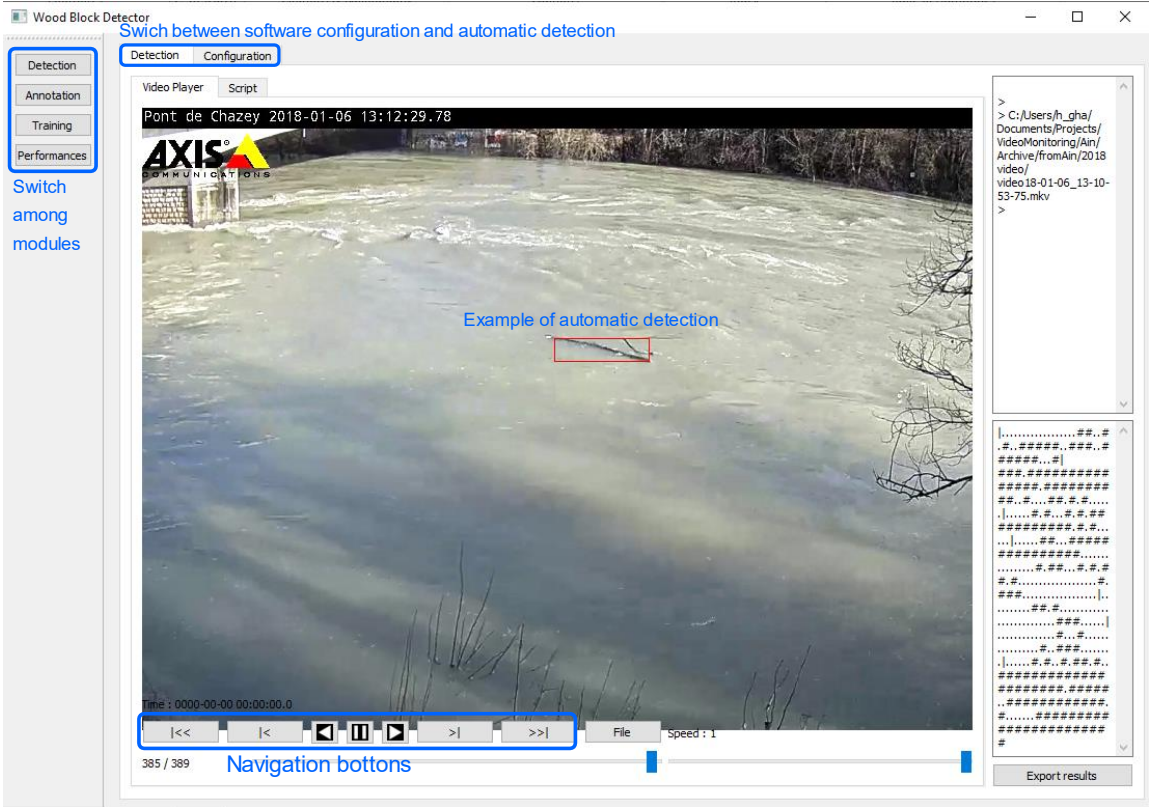 Wood Block Detector
Swich between software configuration and automatic detection
Detection
Annotation
Training
Performances
Switch
among
modules
Detection Configuration
Video Player Script
Pont de Chazey 2018-01-06 13:12:29.78
AXIS
COMMUNICATIONS
Example of automatic detection
Time : 0000-00-00 00:00:00.0
|<< |< >| >>| File Speed : 1
385 / 389
Navigation bottons
>
> C:/Users/h_gha/
Documents/Projects/
VideoMonitoring/Ain/
Archive/fromAin/2018
video/
video18-01-06_13-10-
53-75.mkv
>
|.................##..#
.#..#####..###..#
#####...#|
###.##########
#####.########
##..#....##.#.#.....
.|......#.#...#.#.##
##########.#.#...
...|......##...#####
###########.......
.........#.##...#.#.#
#.#...................#.
###..................|..
........##.#............
..............###......|
...............#...#......
..........#..###.......
.|......#.#..#.##.#..
##############
########.#####
..############.
#.......#########
##############
#
Export results